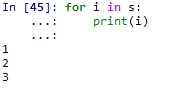 In [45]: for i in s:
    ...:     print(i)
    ...:
1
2
3